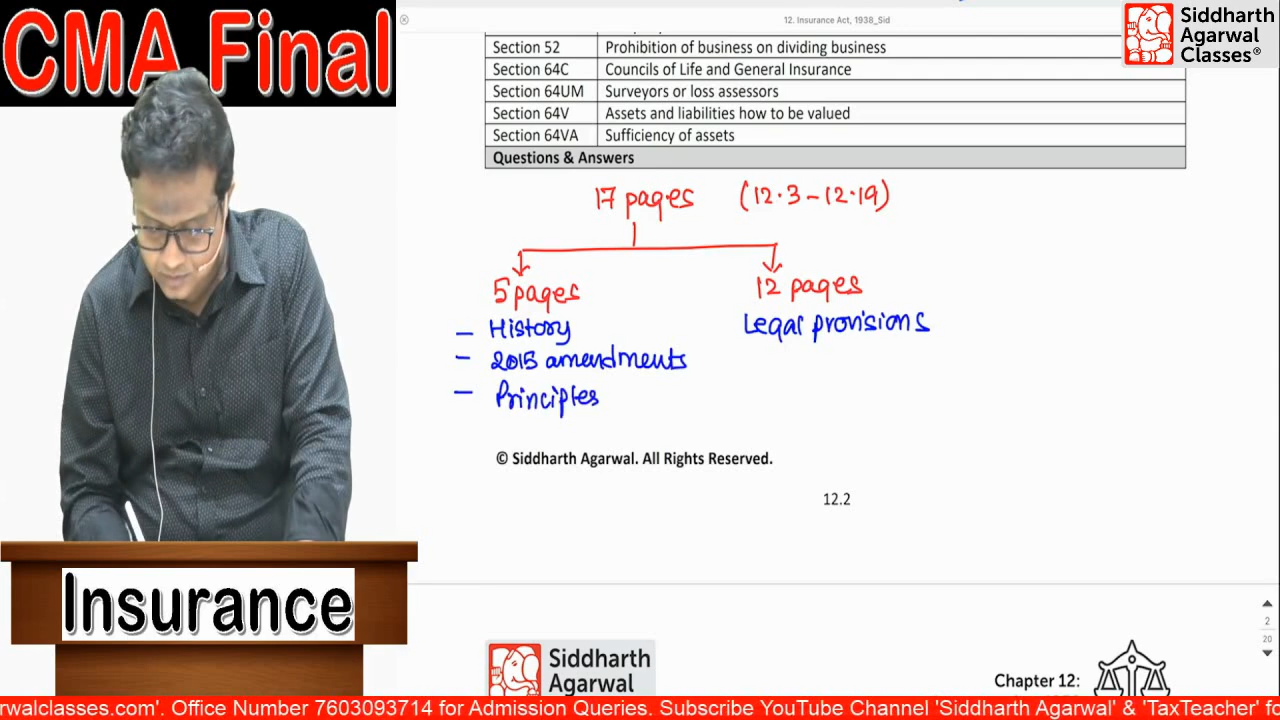 CMA Final
12. Insurance Act, 1938_Sid
Siddharth
Agarwal
Classes®
Section 52 Prohibition of business on dividing business
Section 64C Councils of Life and General Insurance
Section 64UM Surveyors or loss assessors
Section 64V Assets and liabilities how to be valued
Section 64VA Sufficiency of assets
Questions & Answers
17 pages (12.3 - 12.19)
5 pages 12 pages
- History Legal provisions
- 2015 amendments
- Principles
© Siddharth Agarwal. All Rights Reserved.
12.2
Insurance
2
20
Siddharth
Agarwal
Chapter 12:
rwalclasses.com'. Office Number 7603093714 for Admission Queries. Subscribe YouTube Channel 'Siddharth Agarwal' & 'TaxTeacher' fo